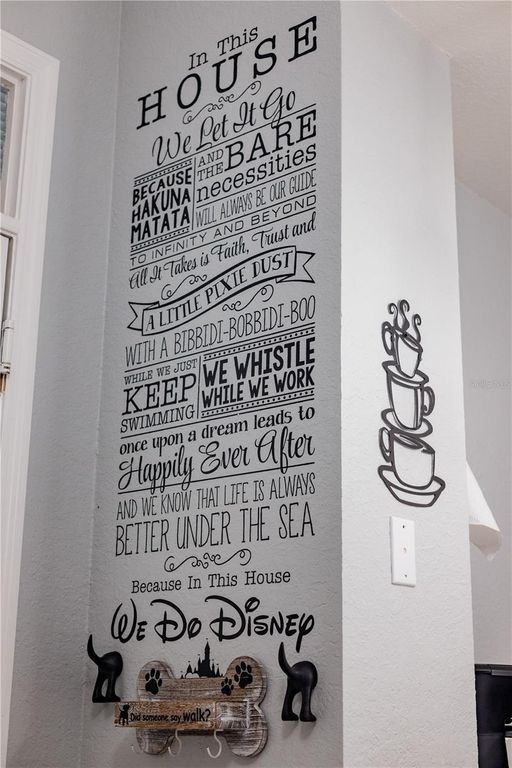 In This
HOUSE
We Let It Go
BECAUSE
HAKUNA
MATATA
AND
THE BARE
necessities
WILL ALWAYS BE OUR GUIDE
TO INFINITY AND BEYOND
All It Takes is Faith, Trust and
A LITTLE PIXIE DUST
WITH A BIBBIDI-BOBBIDI-BOO
WHILE WE JUST
KEEP
SWIMMING
WE WHISTLE
WHILE WE WORK
once upon a dream leads to
Happily Ever After
AND WE KNOW THAT LIFE IS ALWAYS
BETTER UNDER THE SEA
Because In This House
We Do Disney
Did someone say walk?